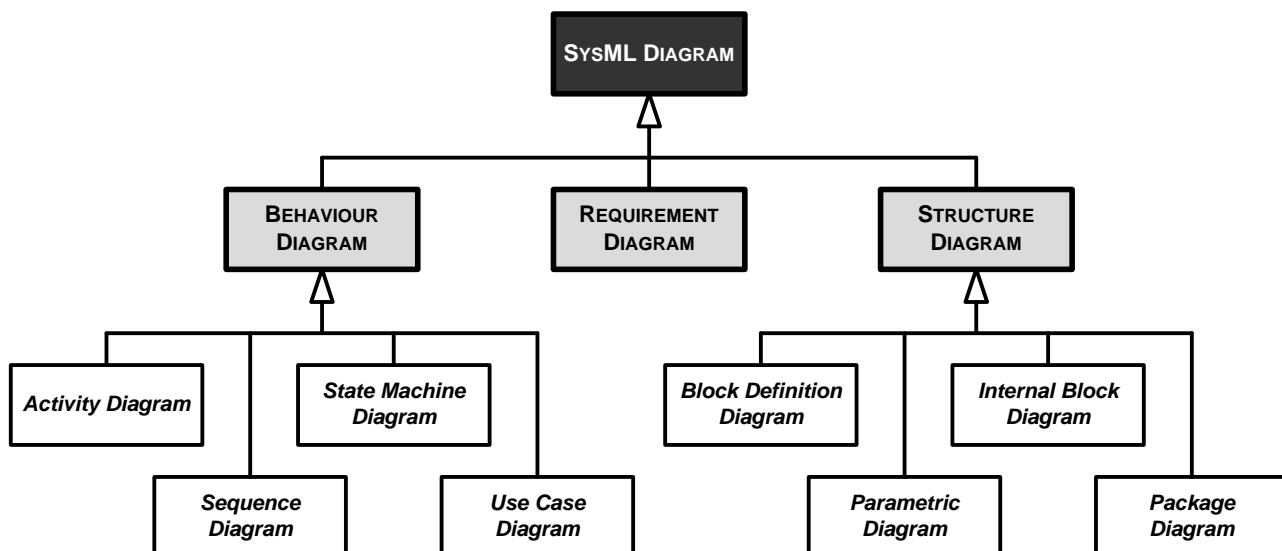 SYSML DIAGRAM
BEHAVIOUR
DIAGRAM
REQUIREMENT
DIAGRAM
STRUCTURE
DIAGRAM
Activity Diagram
State Machine
Diagram
Block Definition
Diagram
Internal Block
Diagram
Sequence
Diagram
Use Case
Diagram
Parametric
Diagram
Package
Diagram